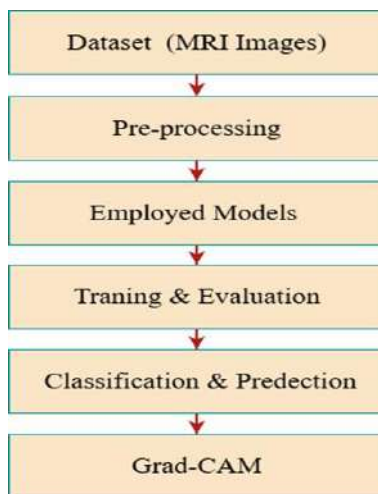 Dataset (MRI Images)
Pre-processing
Employed Models
Traning & Evaluation
Classification & Predection
Grad-CAM